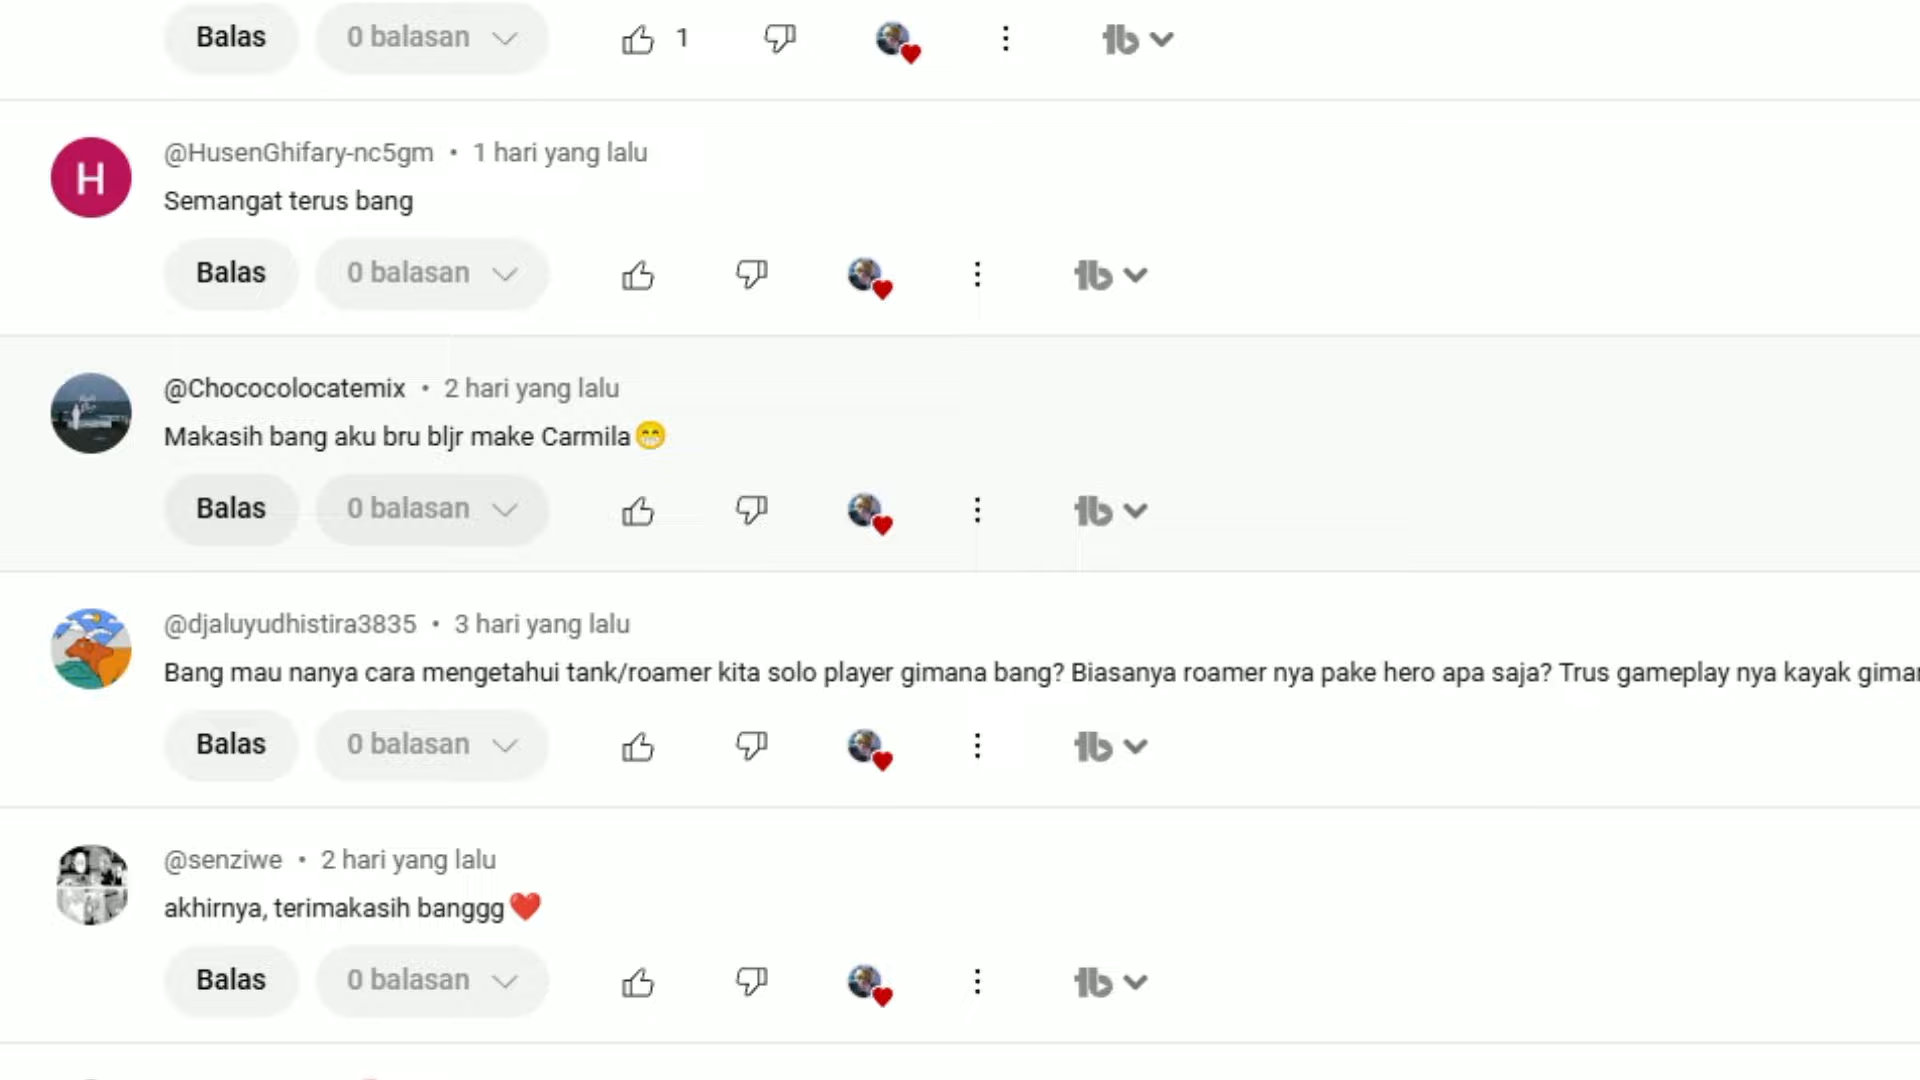 Balas 0 balasan 1
H
@HusenGhifary-nc5gm • 1 hari yang lalu
Semangat terus bang
Balas 0 balasan
@Chococolocatemix • 2 hari yang lalu
Makasih bang aku bru bljr make Carmila😁
Balas 0 balasan
@djaluyudhistira3835 • 3 hari yang lalu
Bang mau nanya cara mengetahui tank/roamer kita solo player gimana bang? Biasanya roamer nya pake hero apa saja? Trus gameplay nya kayak
Balas 0 balasan
@senziwe • 2 hari yang lalu
akhirnya, terimakasih banggg❤️
Balas 0 balasan